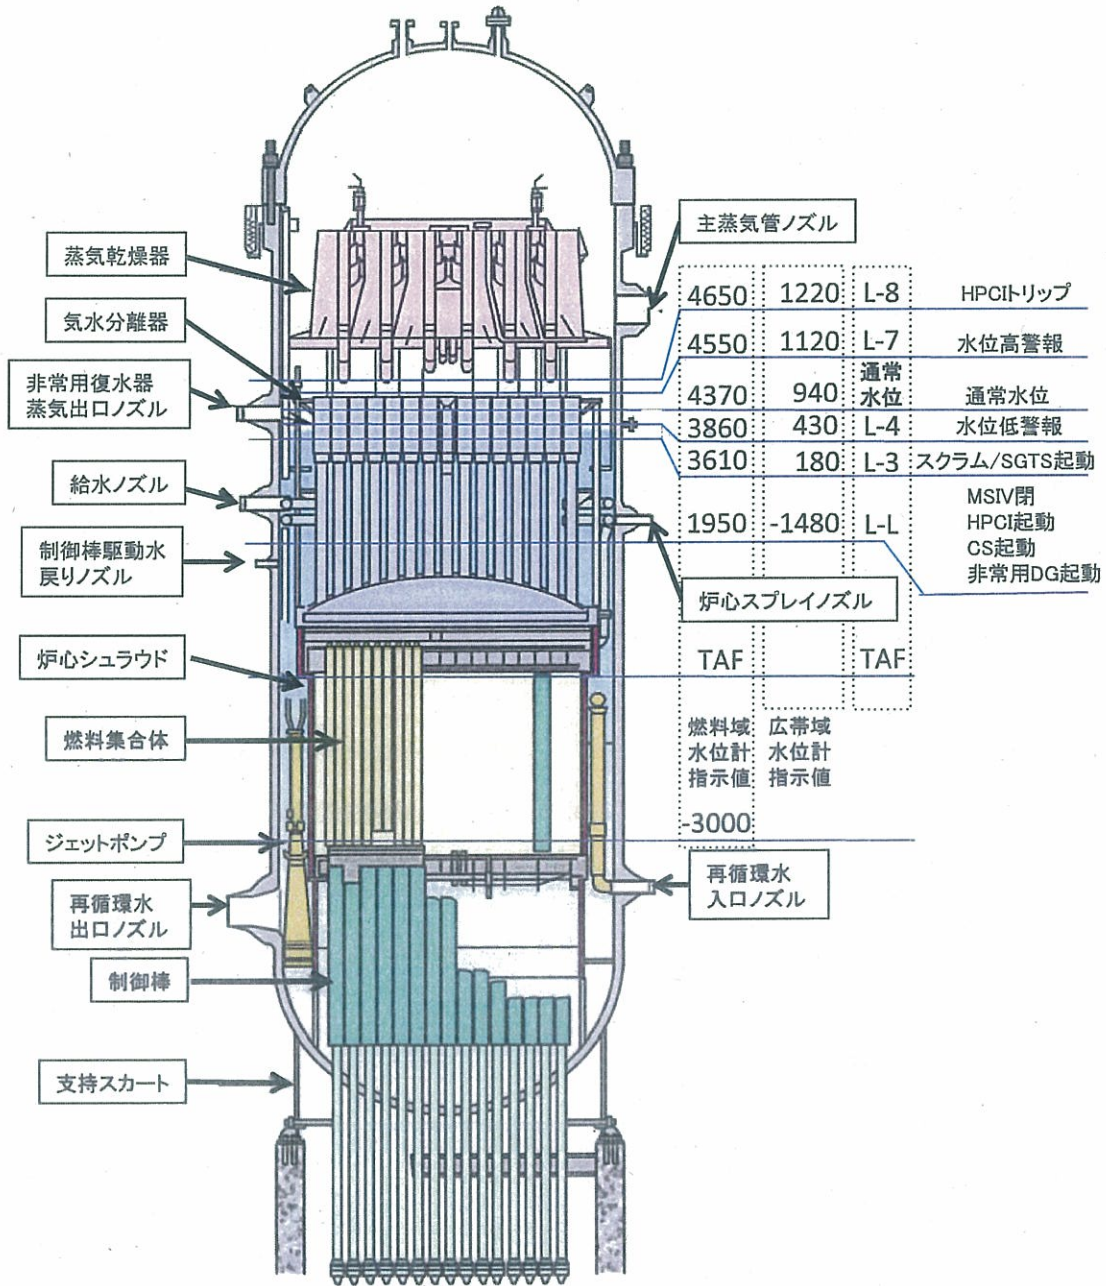 蒸気乾燥器
気水分離器
非常用復水器
蒸気出口ノズル
給水ノズル
制御棒駆動水
戻りノズル
炉心シュラウド
燃料集合体
ジェットポンプ
再循環水
出口ノズル
制御棒
支持スカート
主蒸気管ノズル
4650 1220 L-8 HPCIトリップ
4550 1120 L-7 水位高警報
4370 940 通常
水位 通常水位
3860 430 L-4 水位低警報
3610 180 L-3 スクラム/SGTS起動
1950 -1480 L-L MSIV閉
HPCI起動
CS起動
非常用DG起動
炉心スプレイノズル
TAF TAF
燃料域
水位計
指示値
広帯域
水位計
指示値
-3000
再循環水
入口ノズル